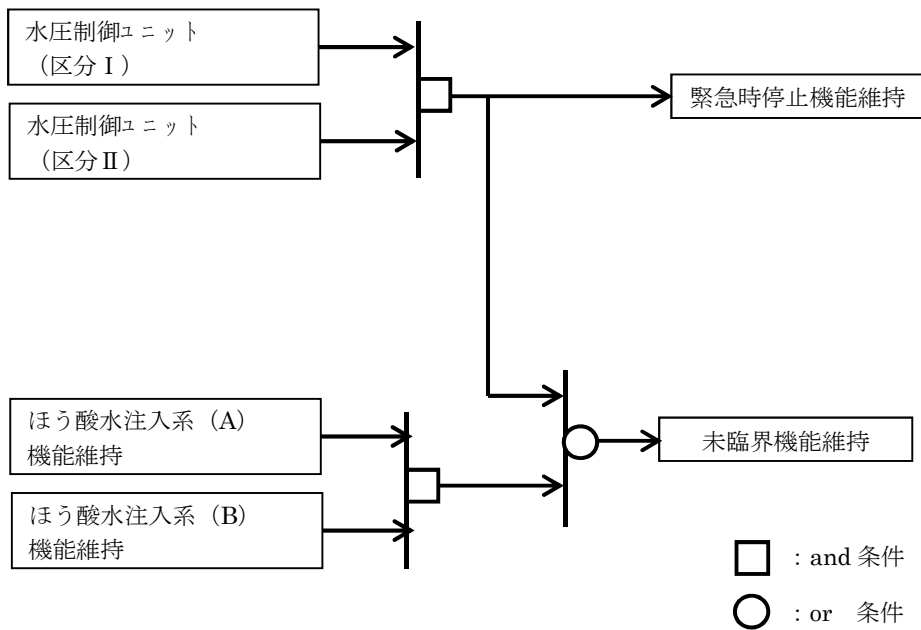 水圧制御ユニット
（区分Ⅰ）
緊急時停止機能維持
水圧制御ユニット
（区分Ⅱ）
ほう酸水注入系（A）
機能維持
未臨界機能維持
ほう酸水注入系（B）
機能維持
：and 条件
：or　条件